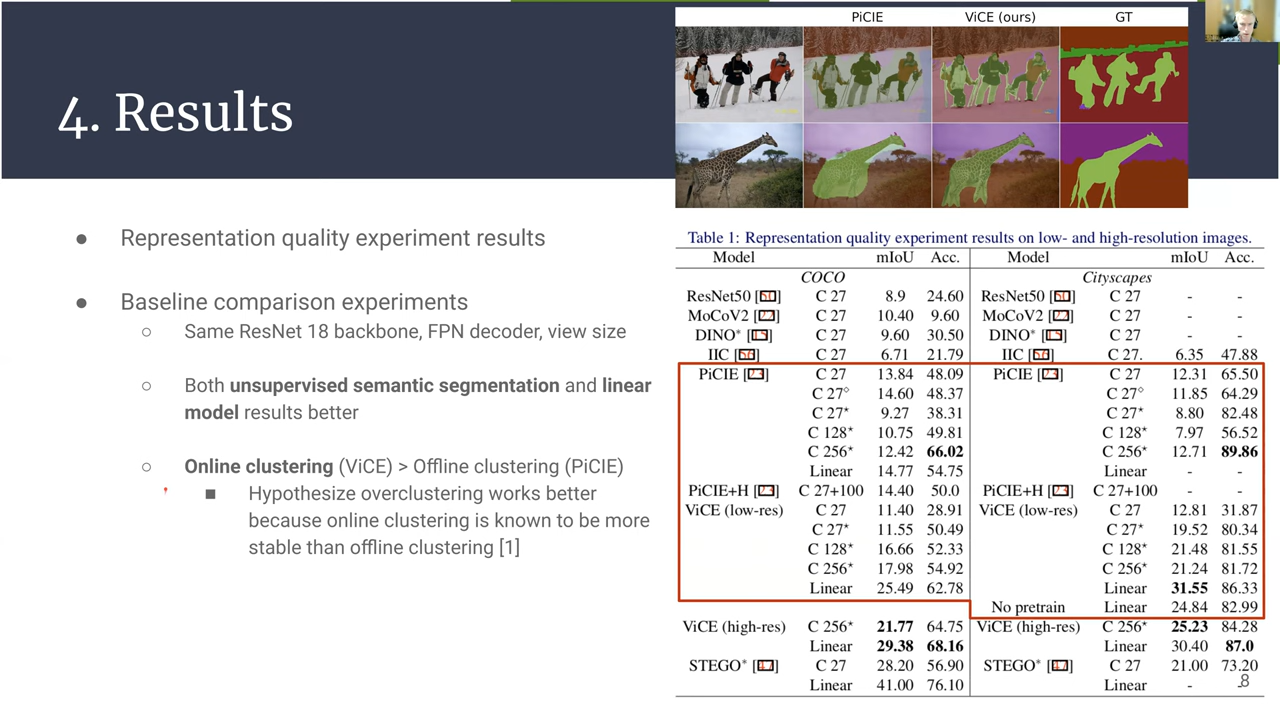 4. Results
● Representation quality experiment results
● Baseline comparison experiments
○ Same ResNet 18 backbone, FPN decoder, view size
○ Both unsupervised semantic segmentation and linear
model results better
○ Online clustering (ViCE) > Offline clustering (PiCIE)
■ Hypothesize overclustering works better
because online clustering is known to be more
stable than offline clustering [1]
PiCIE ViCE (ours) GT
Table 1: Representation quality experiment results on low- and high-resolution images.
Model mIoU Acc. Model mIoU Acc.
COCO Cityscapes
ResNet50 C 27 8.9 24.60 ResNet50 C 27 - -
MoCoV2 C 27 10.40 9.60 MoCoV2 C 27 - -
DINO* C 27 9.60 30.50 DINO* C 27 - -
IIC C 27 6.71 21.79 IIC C 27. 6.35 47.88
PiCIE C 27 13.84 48.09 PiCIE C 27 12.31 65.50
C 27◇ 14.60 48.37 C 27◇ 11.85 64.29
C 27⋆ 9.27 38.31 C 27⋆ 8.80 82.48
C 128⋆ 10.75 49.81 C 128⋆ 7.97 56.52
C 256⋆ 12.42 66.02 C 256⋆ 12.71 89.86
Linear 14.77 54.75 Linear - -
PiCIE+H C 27+100 14.40 50.0 PiCIE+H C 27+100 - -
ViCE (low-res) C 27 11.40 28.91 ViCE (low-res) C 27 12.81 31.87
C 27⋆ 11.55 50.49 C 27⋆ 19.52 80.34
C 128⋆ 16.66 52.33 C 128⋆ 21.48 81.55
C 256⋆ 17.98 54.92 C 256⋆ 21.24 81.72
Linear 25.49 62.78 Linear 31.55 86.33
No pretrain Linear 24.84 82.99
ViCE (high-res) C 256⋆ 21.77 64.75 ViCE (high-res) C 256⋆ 25.23 84.28
Linear 29.38 68.16 Linear 30.40 87.0
STEGO* C 27 28.20 56.90 STEGO* C 27 21.00 73.20
Linear 41.00 76.10 Linear - -
8